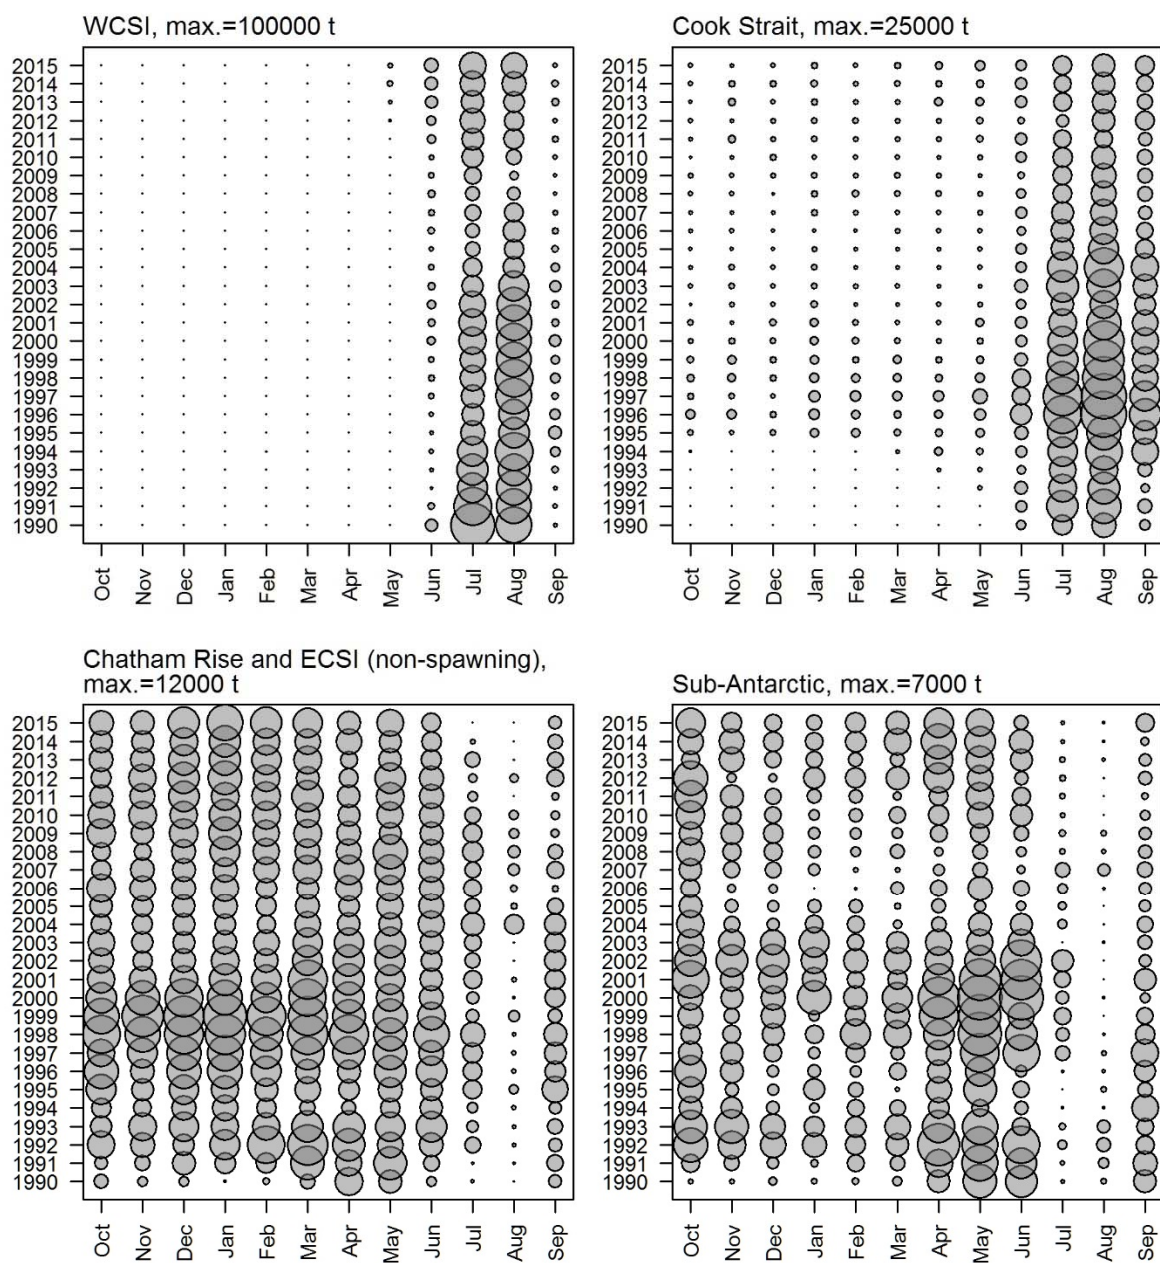 WCSI, max.=100000 t
2015
2014
2013
2012
2011
2010
2009
2008
2007
2006
2005
2004
2003
2002
2001
2000
1999
1998
1997
1996
1995
1994
1993
1992
1991
1990
Oct
Nov
Dec
Jan
Feb
Mar
Apr
May
Jun
Jul
Aug
Sep
Cook Strait, max.=25000 t
2015
2014
2013
2012
2011
2010
2009
2008
2007
2006
2005
2004
2003
2002
2001
2000
1999
1998
1997
1996
1995
1994
1993
1992
1991
1990
Oct
Nov
Dec
Jan
Feb
Mar
Apr
May
Jun
Jul
Aug
Sep
Chatham Rise and ECSI (non-spawning),
max.=12000 t
2015
2014
2013
2012
2011
2010
2009
2008
2007
2006
2005
2004
2003
2002
2001
2000
1999
1998
1997
1996
1995
1994
1993
1992
1991
1990
Oct
Nov
Dec
Jan
Feb
Mar
Apr
May
Jun
Jul
Aug
Sep
Sub-Antarctic, max.=7000 t
2015
2014
2013
2012
2011
2010
2009
2008
2007
2006
2005
2004
2003
2002
2001
2000
1999
1998
1997
1996
1995
1994
1993
1992
1991
1990
Oct
Nov
Dec
Jan
Feb
Mar
Apr
May
Jun
Jul
Aug
Sep